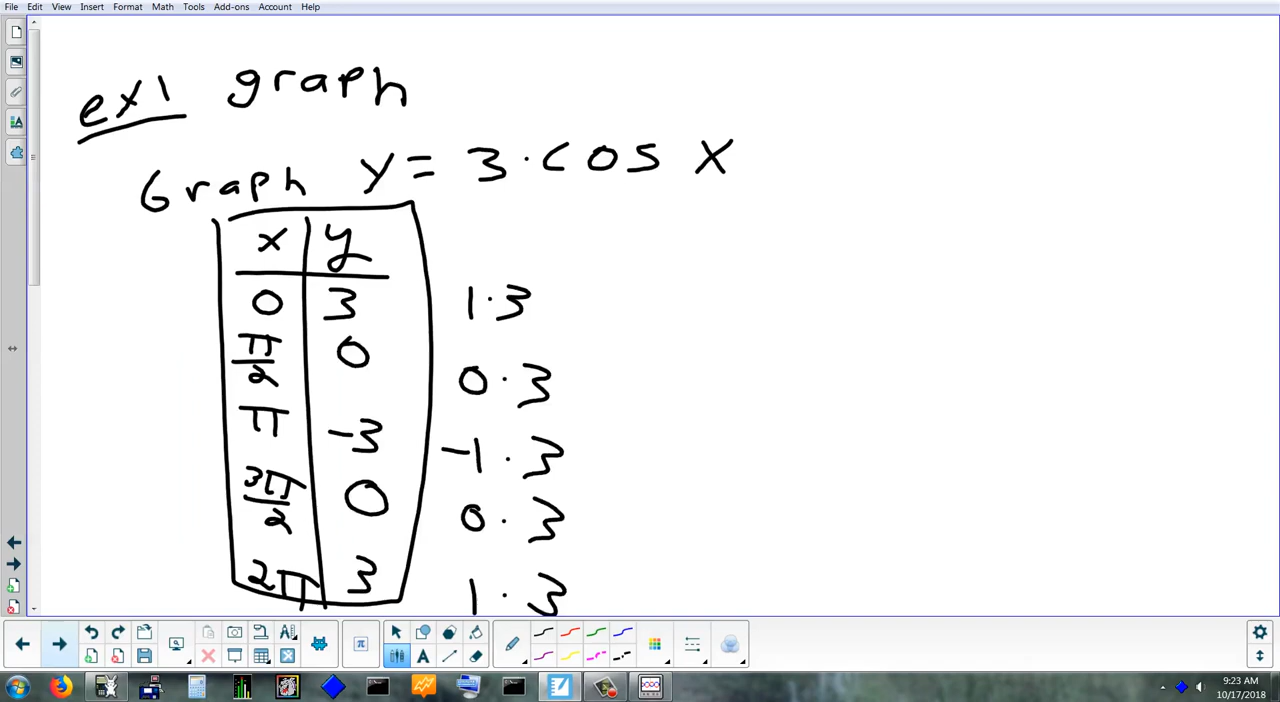 File Edit View Insert Format Math Tools Add-ons Account Help
ex1 graph
Graph y = 3·cos x
x y
0 3 1·3
π/2 0 0·3
π -3 -1·3
3π/2 0 0·3
2π 3 1·3
A
π
A
9:23 AM
10/17/2018